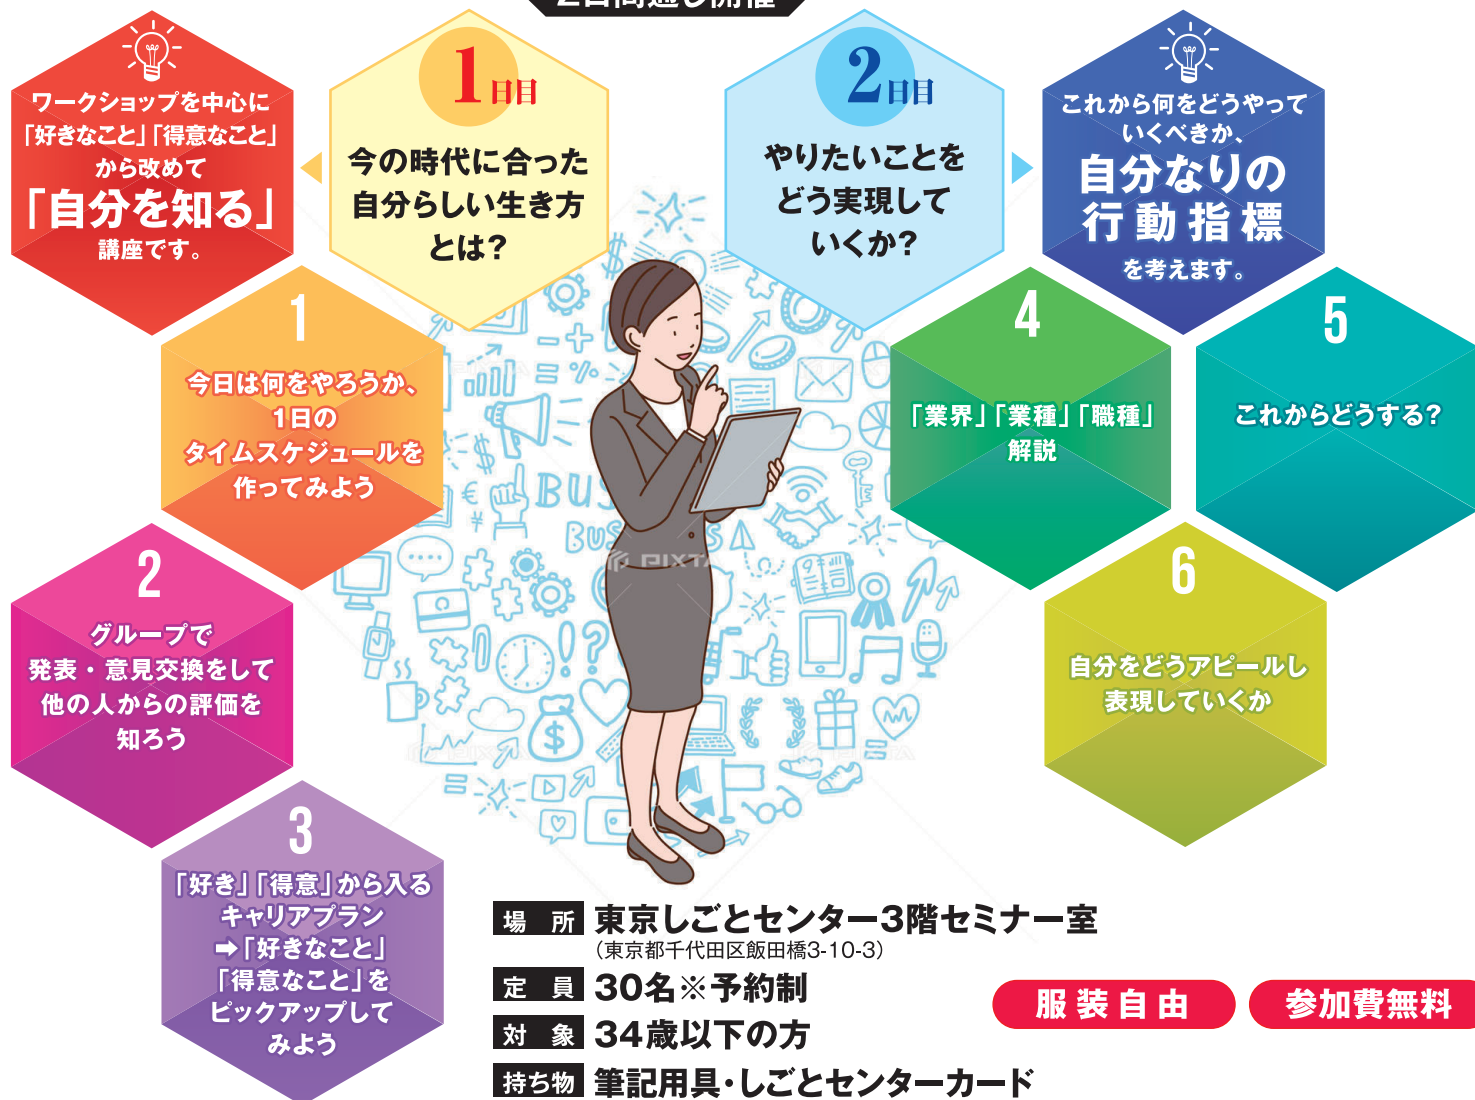 2日間通し開催
ワークショップを中心に
「好きなこと」「得意なこと」
から改めて
「自分を知る」
講座です。
1日目
今の時代に合った
自分らしい生き方
とは?
2日目
やりたいことを
どう実現して
いくか?
これから何をどうやって
いくべきか、
自分なりの
行動指標
を考えます。
1
今日は何をやろうか、
1日の
タイムスケジュールを
作ってみよう
2
グループで
発表・意見交換をして
他の人からの評価を
知ろう
3
「好き」「得意」から入る
キャリアプラン
➡「好きなこと」
「得意なこと」を
ピックアップして
みよう
4
「業界」「業種」「職種」
解説
5
これからどうする?
6
自分をどうアピールし
表現していくか
PIXTA
場所 東京しごとセンター3階セミナー室
(東京都千代田区飯田橋3-10-3)
定員 30名※予約制
対象 34歳以下の方
持ち物 筆記用具・しごとセンターカード
服装自由
参加費無料